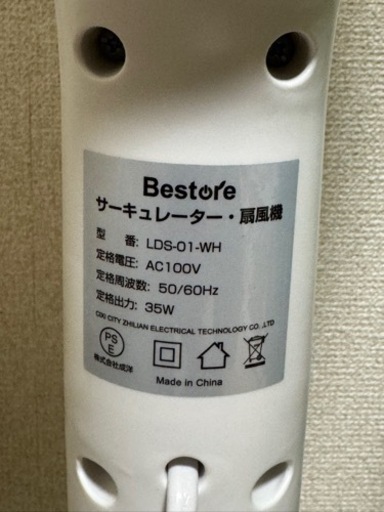 Bestore
サーキュレーター・扇風機
型　番: LDS-01-WH
定格電圧: AC100V
定格周波数: 50/60Hz
定格出力: 35W
CIXI CITY ZHILIAN ELECTRICAL TECHNOLOGY CO .,LTD
PS
E
株式会社成洋
Made in China